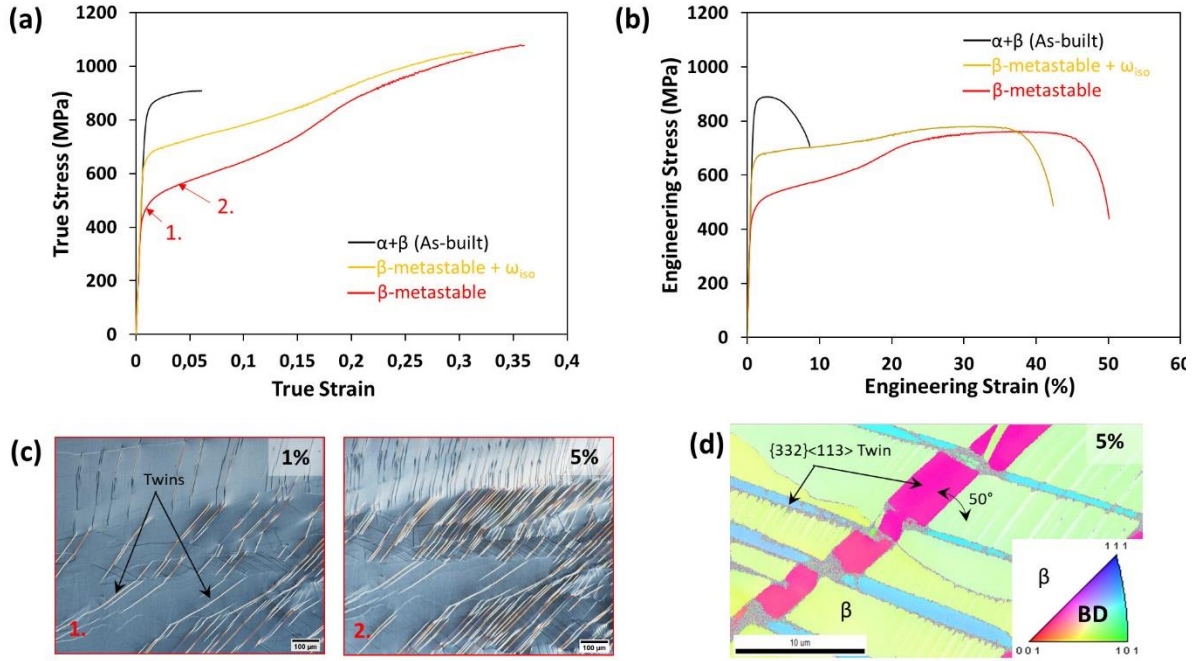 (a)
True Stress (MPa)
1200
1000
800
600
400
200
0
0
0,05
0,1
0,15
0,2
0,25
0,3
0,35
0,4
True Strain
1.
2.
α+β (As-built)
β-metastable + ωiso
β-metastable
(b)
Engineering Stress (MPa)
1200
1000
800
600
400
200
0
0
10
20
30
40
50
60
Engineering Strain (%)
α+β (As-built)
β-metastable + ωiso
β-metastable
(c)
1%
Twins
1.
100 µm
5%
2.
100 µm
(d)
{332}<113> Twin
5%
50°
β
10 um
β
111
BD
001
101